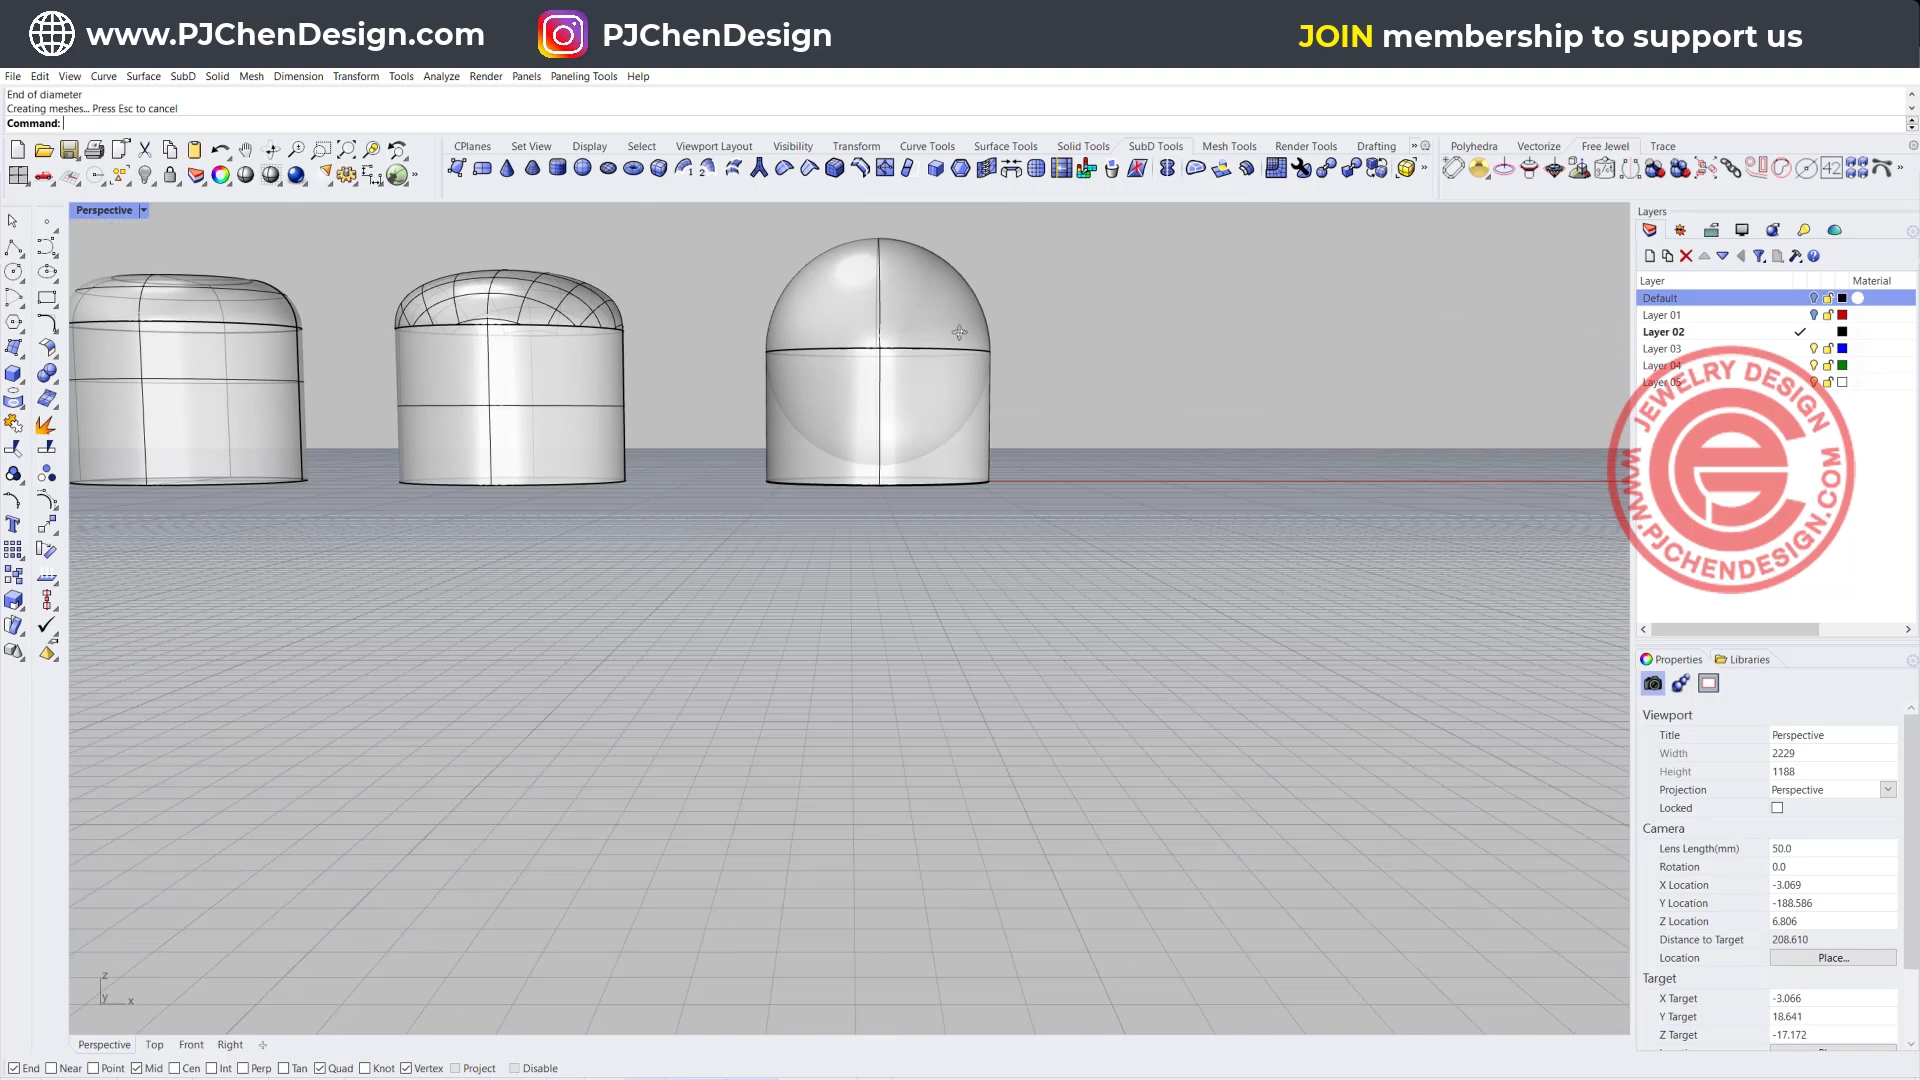 www.PJChenDesign.com PJChenDesign JOIN membership to support us
File Edit View Curve Surface SubD Solid Mesh Dimension Transform Tools Analyze Render Panels Paneling Tools Help
End of diameter
Creating meshes... Press Esc to cancel
Command:
CPlanes Set View Display Select Viewport Layout Visibility Transform Curve Tools Surface Tools Solid Tools SubD Tools Mesh Tools Render Tools Drafting » Polyhedra Vectorize Free Jewel Trace
42
Perspective
Layers
Layer Material
Default
Layer 01
Layer 02
Layer 03
Layer 04
Layer 05
JEWELRY DESIGN
WWW.PJCHENDESIGN.COM
Properties Libraries
Viewport
Title Perspective
Width 2229
Height 1188
Projection Perspective
Locked
Camera
Lens Length(mm) 50.0
Rotation 0.0
X Location -3.069
Y Location -188.586
Z Location 6.806
Distance to Target 208.610
Location Place...
Target
X Target -3.066
Y Target 18.641
Z Target -17.172
z
y x
Perspective Top Front Right
End Near Point Mid Cen Int Perp Tan Quad Knot Vertex Project Disable